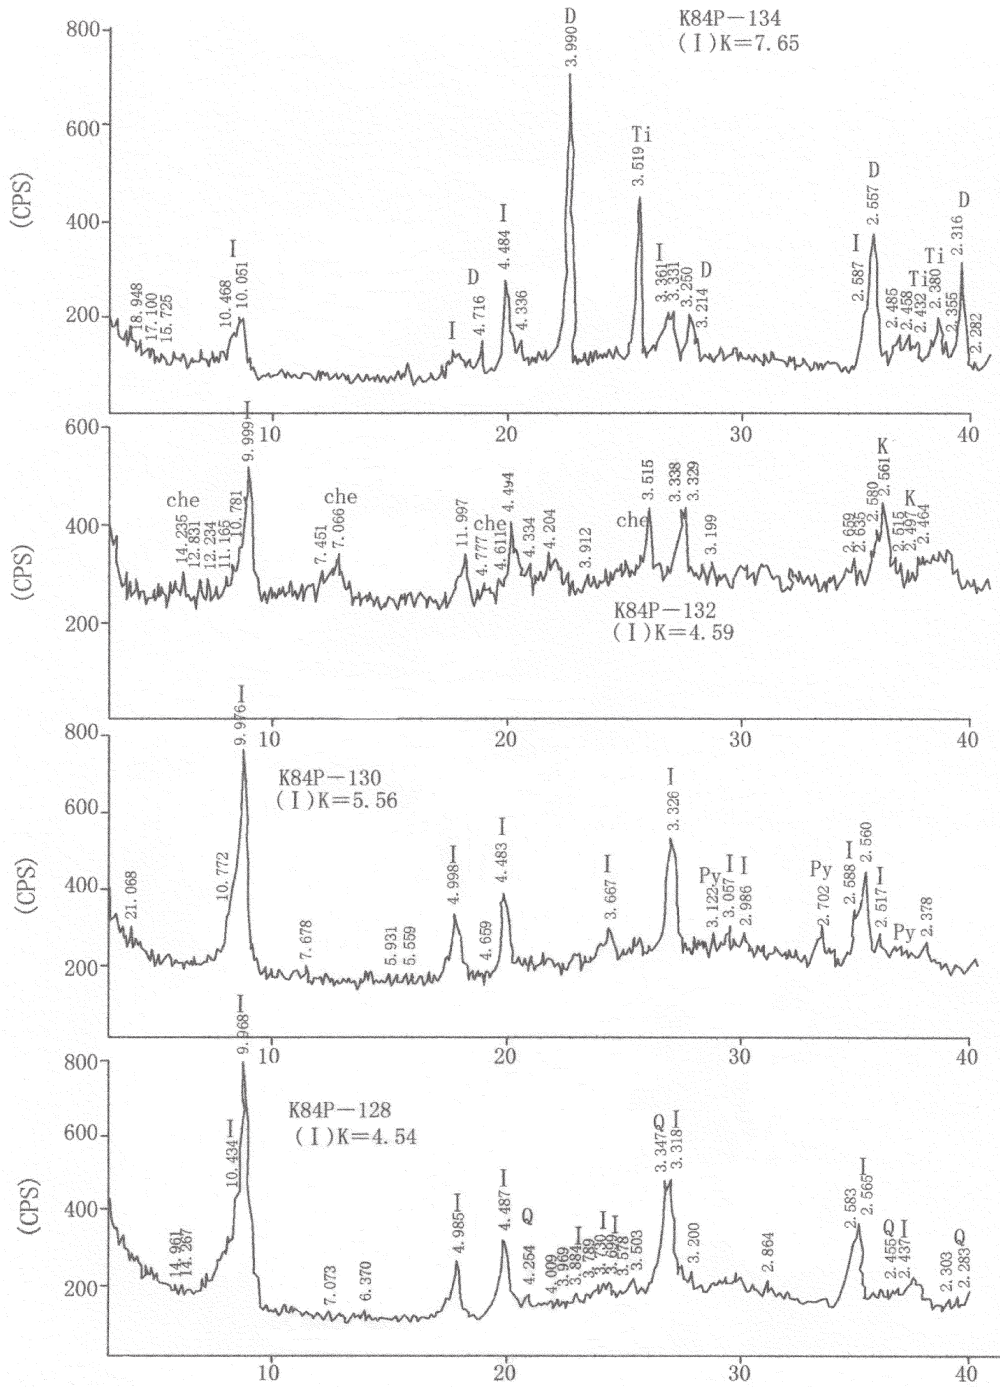 800
D
3.990
K84P—134
(I)K=7.65
600
Ti
3.519
(CPS)
400
D
2.557
I
4.484
D
2.316
I
2.587
I
10.468
10.051
D
4.716
4.336
I
3.361
3.331
3.250
D
3.214
2.485
2.458
Ti
2.432
Ti
2.380
2.355
2.282
200
18.948
17.100
15.725
I
10
20
30
40
600
I
9.999
K
2.561
che
14.235
12.831
12.234
11.165
10.781
che
7.451
7.066
11.997
che
4.777
4.611
4.494
4.334
4.204
3.912
che
3.515
3.338
3.329
3.199
2.659
2.635
2.580
2.515
K
2.497
2.464
(CPS)
400
200
K84P—132
(I)K=4.59
10
20
30
40
800
I
9.976
K84P—130
(I)K=5.56
600
I
3.326
(CPS)
400
21.068
10.772
7.678
5.931
5.559
I
4.998
4.659
I
4.483
I
3.667
Py
3.122
I
3.057
I
2.986
Py
2.702
I
2.588
2.560
I
2.517
Py
2.378
200
10
20
30
40
800
I
9.968
K84P—128
(I)K=4.54
600
I
10.434
Q
3.347
I
3.318
(CPS)
400
14.961
14.267
7.073
6.370
I
4.985
I
4.487
Q
4.254
4.009
3.969
I
3.884
3.789
I
I
3.699
3.578
3.503
3.200
2.864
2.583
I
2.565
Q
2.455
I
2.437
2.303
Q
2.283
200
10
20
30
40